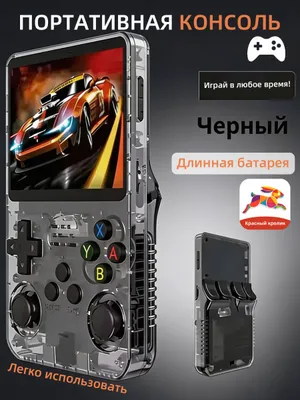 ПОРТАТИВНАЯ КОНСОЛЬ
Играй в любое время!
Черный
Длинная батарея
Красный кролик
X
Y
A
B
Легко использовать